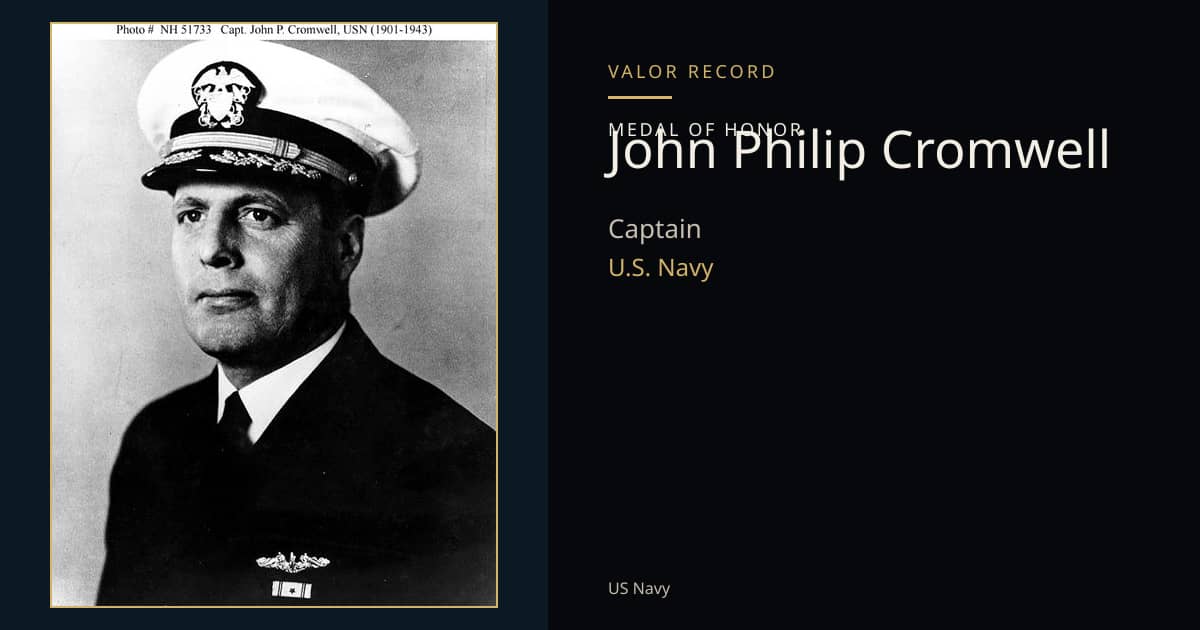 Photo # NH 51733 Capt. John P. Cromwell, USN (1901-1943)
VALOR RECORD
MEDAL OF HONOR
John Philip Cromwell
Captain
U.S. Navy
US Navy